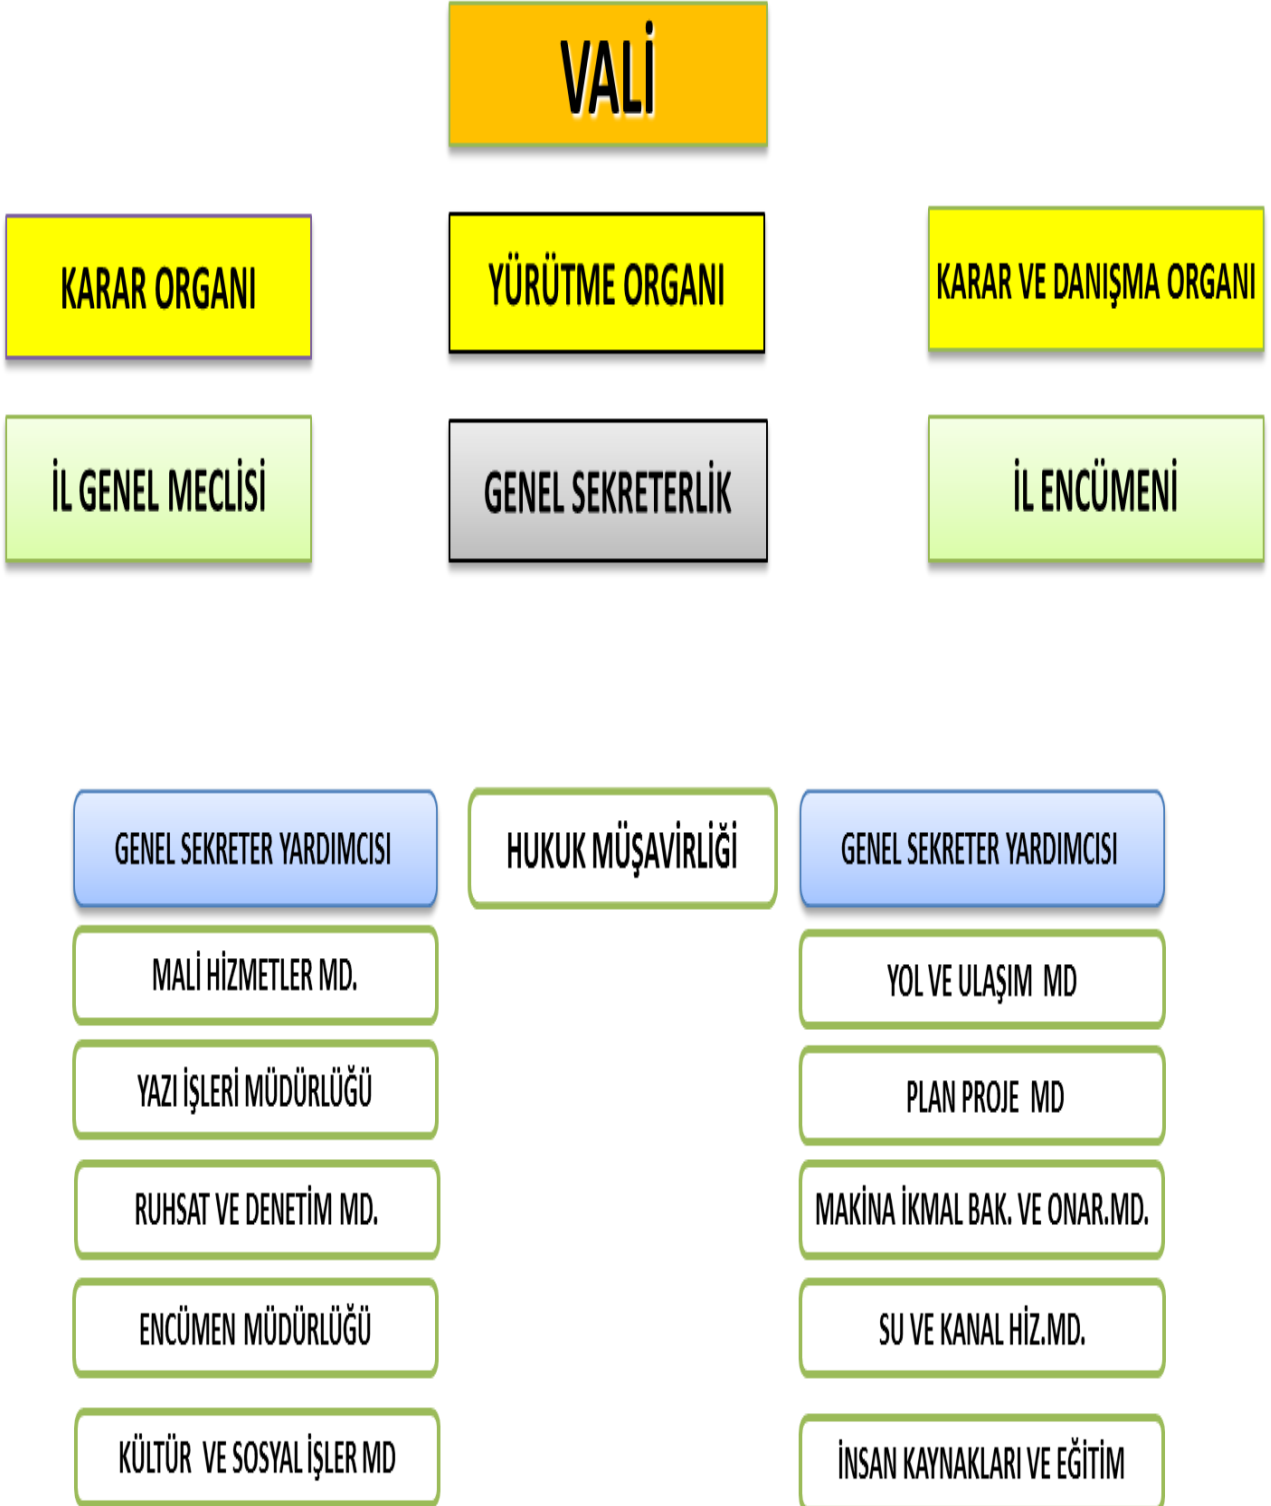 VALİ
KARAR ORGANI
YÜRÜTME ORGANI
KARAR VE DANIŞMA ORGANI
İL GENEL MECLİSİ
GENEL SEKRETERLİK
İL ENCÜMENİ
GENEL SEKRETER YARDIMCISI
HUKUK MÜŞAVİRLİĞİ
GENEL SEKRETER YARDIMCISI
MALİ HİZMETLER MD.
YOL VE ULAŞIM MD
YAZI İŞLERİ MÜDÜRLÜĞÜ
PLAN PROJE MD
RUHSAT VE DENETİM MD.
MAKİNA İKMAL BAK. VE ONAR.MD.
ENCÜMEN MÜDÜRLÜĞÜ
SU VE KANAL HİZ.MD.
KÜLTÜR VE SOSYAL İŞLER MD
İNSAN KAYNAKLARI VE EĞİTİM